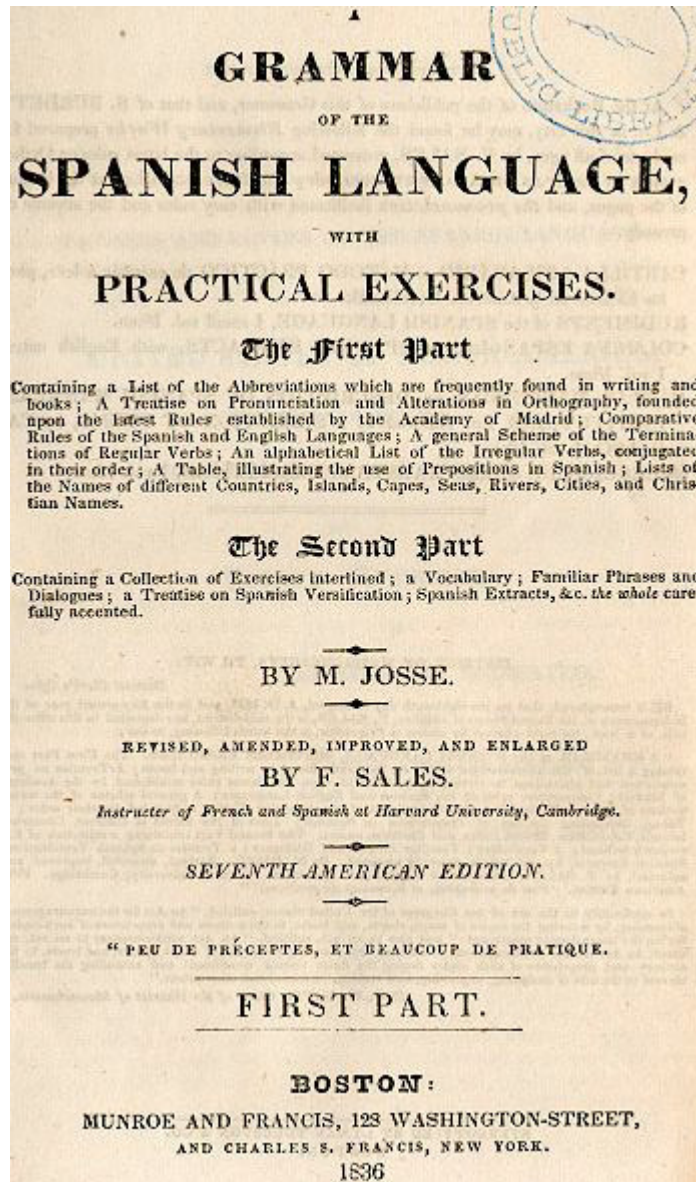 A
GRAMMAR
OF THE
SPANISH LANGUAGE,
WITH
PRACTICAL EXERCISES.
The First Part
Containing a List of the Abbreviations which are frequently found in writing and
books; A Treatise on Pronunciation and Alterations in Orthography, founded
upon the latest Rules established by the Academy of Madrid; Comparative
Rules of the Spanish and English Languages; A general Scheme of the Termina
tions of Regular Verbs; An alphabetical List of the Irregular Verbs, conjugated
in their order; A Table, illustrating the use of Prepositions in Spanish; Lists of
the Names of different Countries, Islands, Capes, Seas, Rivers, Cities, and Chris
tian Names.
The Second Part
Containing a Collection of Exercises interlined; a Vocabulary; Familiar Phrases and
Dialogues; a Treatise on Spanish Versification; Spanish Extracts, &c. the whole care
fully accented.
BY M. JOSSE.
REVISED, AMENDED, IMPROVED, AND ENLARGED
BY F. SALES.
Instructer of French and Spanish at Harvard University, Cambridge.
SEVENTH AMERICAN EDITION.
“ PEU DE PRÉCEPTES, ET BEAUCOUP DE PRATIQUE.
FIRST PART.
BOSTON:
MUNROE AND FRANCIS, 128 WASHINGTON-STREET,
AND CHARLES S. FRANCIS, NEW YORK.
1836